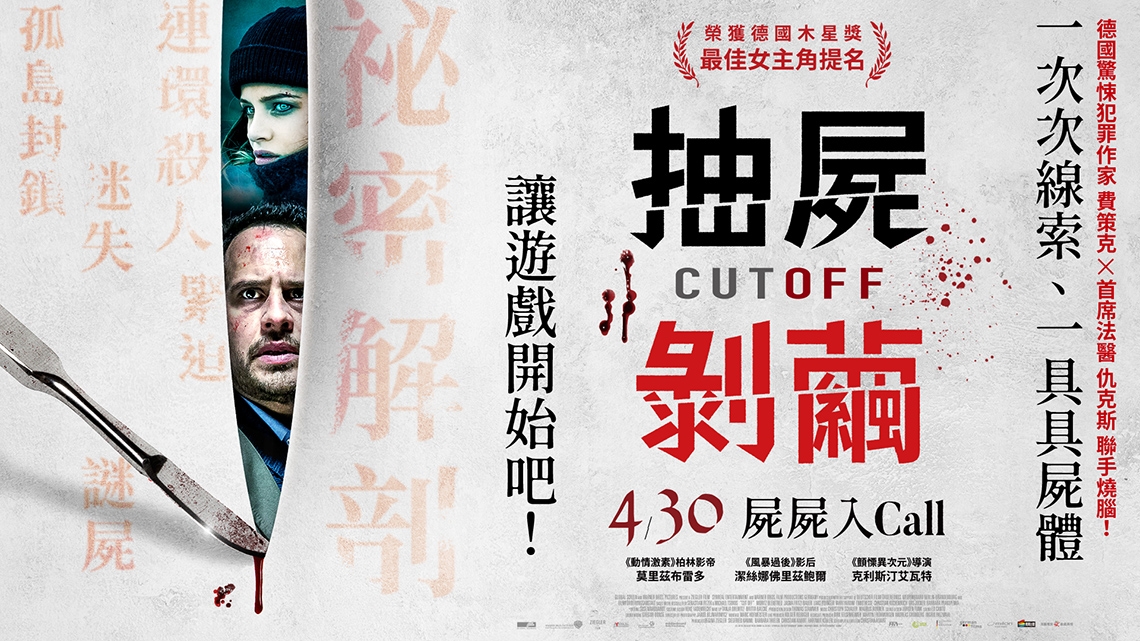 德國驚悚犯罪作家 費策克×首席法醫 仇克斯 聯手燒腦！
一次次線索、一具具屍體
榮獲德國木星獎
最佳女主角提名
抽屍
CUTOFF
剝繭
4/30 屍屍入Call
《動情激素》柏林影帝
莫里茲布雷多
《風暴過後》影后
潔絲娜佛里茲鮑爾
《顫慄異次元》導演
克利斯汀艾瓦特
讓遊戲開始吧！
祕密解剖
連環殺人
緊迫
迷失
謎屍
孤島封鎖